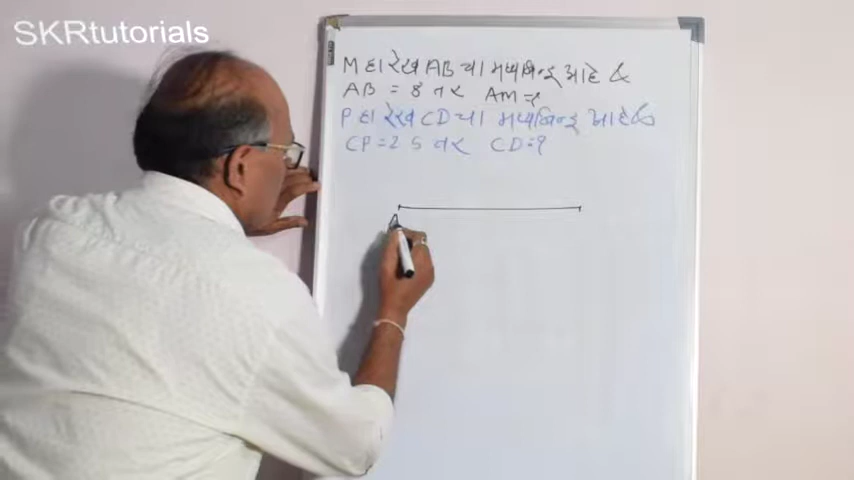 SKRtutorials
M हा रेख AB चा मध्यबिन्दू आहे व
AB = 8 तर AM = ?
P हा रेख CD चा मध्यबिन्दू आहे व
CP = 2.5 तर CD = ?
A